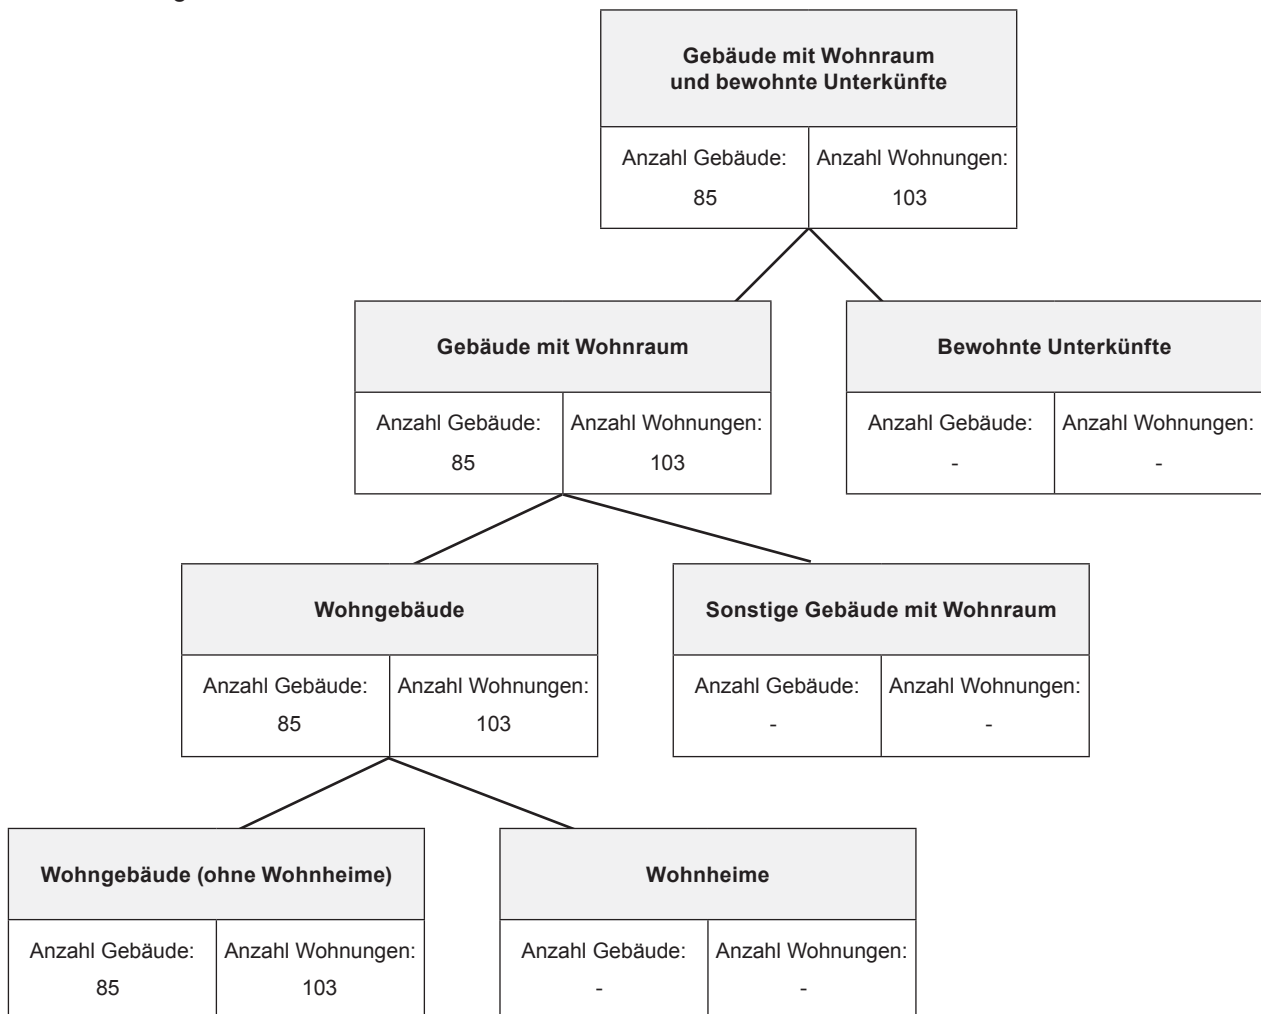 Gebäude mit Wohnraum
und bewohnte Unterkünfte
Anzahl Gebäude: Anzahl Wohnungen:
85 103
Gebäude mit Wohnraum
Bewohnte Unterkünfte
Anzahl Gebäude: Anzahl Wohnungen:
85 103
Anzahl Gebäude: Anzahl Wohnungen:
- -
Wohngebäude
Sonstige Gebäude mit Wohnraum
Anzahl Gebäude: Anzahl Wohnungen:
85 103
Anzahl Gebäude: Anzahl Wohnungen:
- -
Wohngebäude (ohne Wohnheime)
Wohnheime
Anzahl Gebäude: Anzahl Wohnungen:
85 103
Anzahl Gebäude: Anzahl Wohnungen:
- -